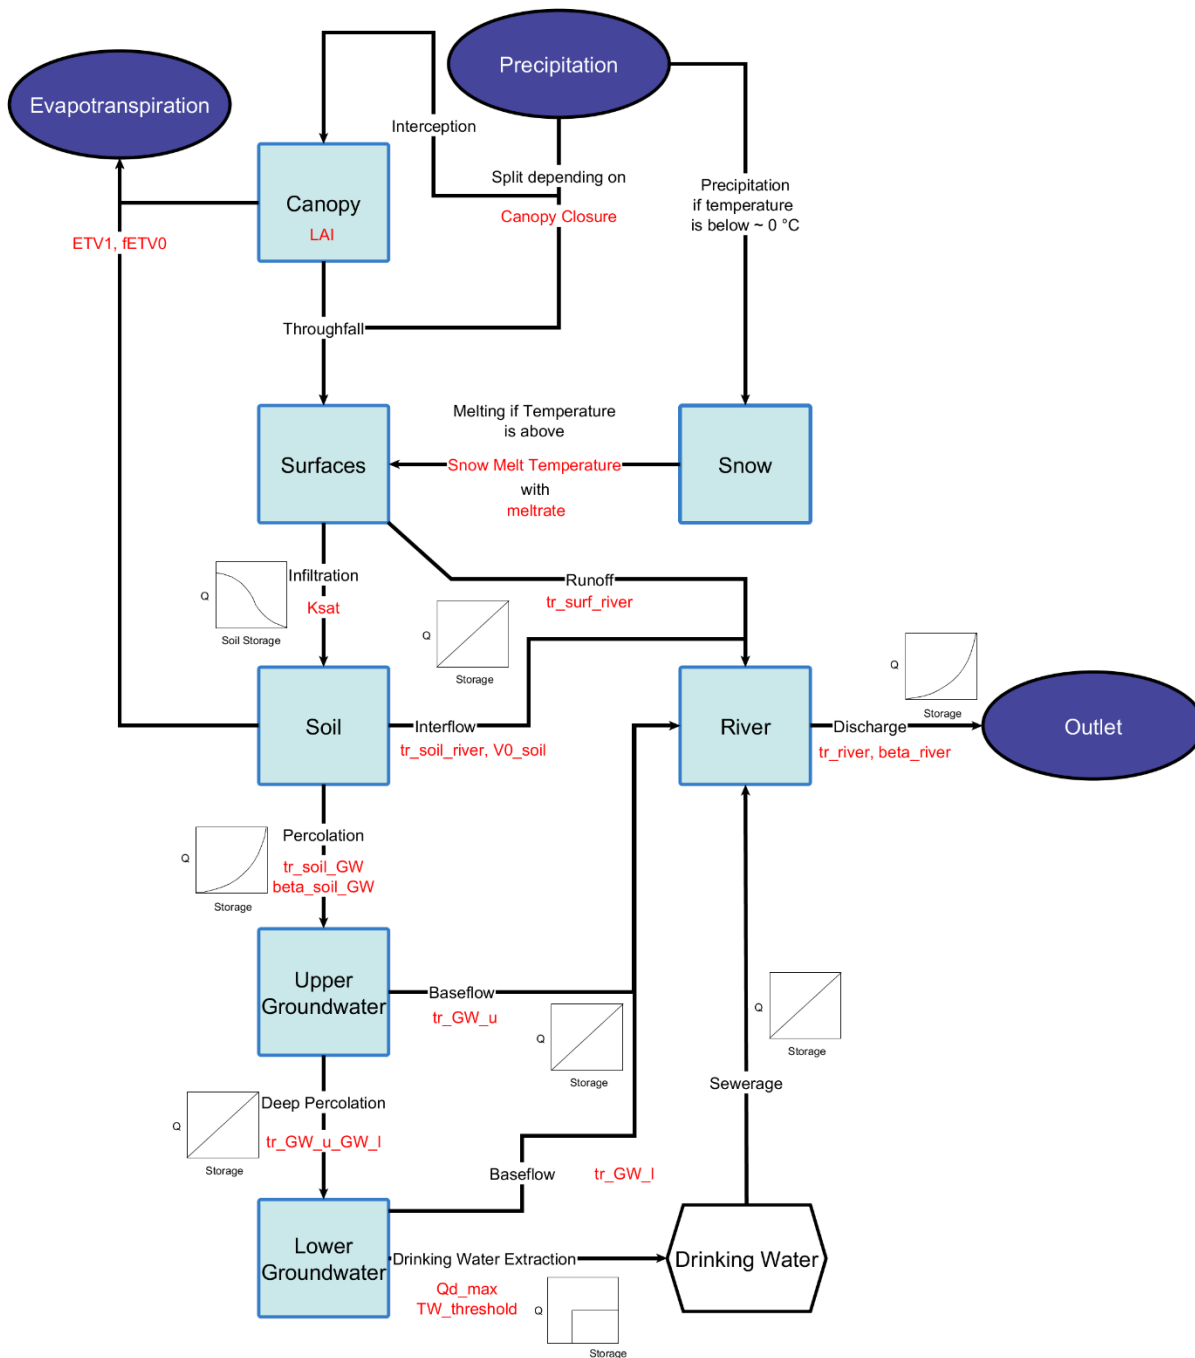 Precipitation
Evapotranspiration
Interception
Split depending on
Canopy Closure
Precipitation
if temperature
is below ~ 0 °C
Canopy
LAI
ETV1, fETV0
Throughfall
Melting if Temperature
is above
Snow Melt Temperature
with
meltrate
Surfaces
Snow
Infiltration
Ksat
Q
Soil Storage
Runoff
tr_surf_river
Q
Storage
Soil
Interflow
tr_soil_river, V0_soil
River
Q
Storage
Discharge
tr_river, beta_river
Outlet
Percolation
tr_soil_GW
beta_soil_GW
Q
Storage
Upper
Groundwater
Baseflow
tr_GW_u
Q
Storage
Q
Storage
Sewerage
Deep Percolation
tr_GW_u_GW_l
Q
Storage
Baseflow
tr_GW_l
Lower
Groundwater
Drinking Water Extraction
Qd_max
TW_threshold
Q
Storage
Drinking Water